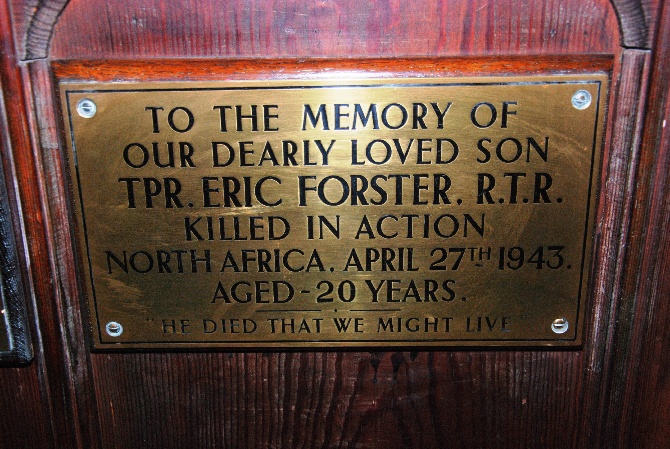 TO THE MEMORY OF
OUR DEARLY LOVED SON
TPR. ERIC FORSTER. R.T.R.
KILLED IN ACTION
NORTH AFRICA. APRIL 27TH 1943.
AGED - 20 YEARS.
"HE DIED THAT WE MIGHT LIVE"